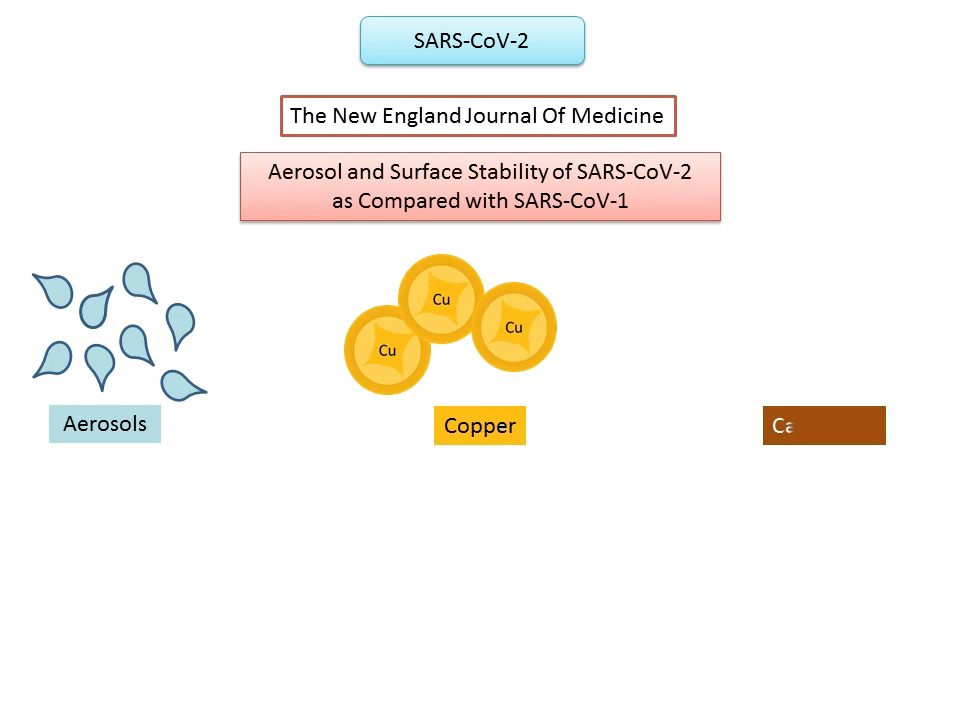 SARS-CoV-2
The New England Journal Of Medicine
Aerosol and Surface Stability of SARS-CoV-2
as Compared with SARS-CoV-1
Cu
Cu
Cu
Aerosols
Copper
Ca